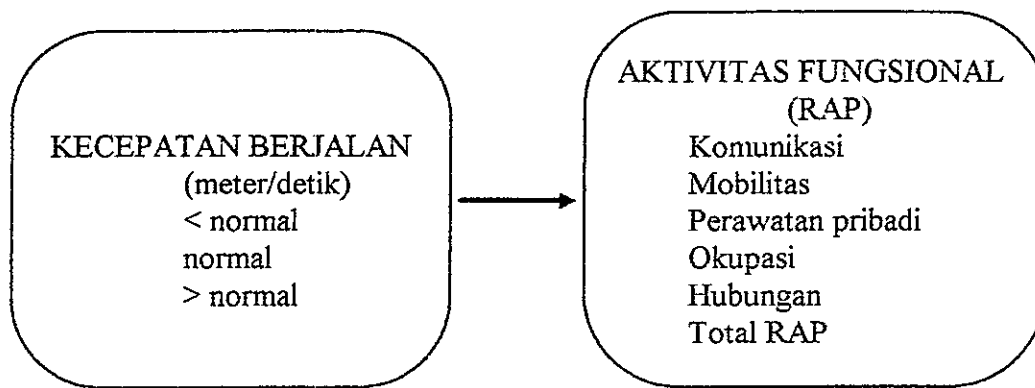 KECEPATAN BERJALAN
(meter/detik)
< normal
normal
> normal
AKTIVITAS FUNGSIONAL
(RAP)
Komunikasi
Mobilitas
Perawatan pribadi
Okupasi
Hubungan
Total RAP